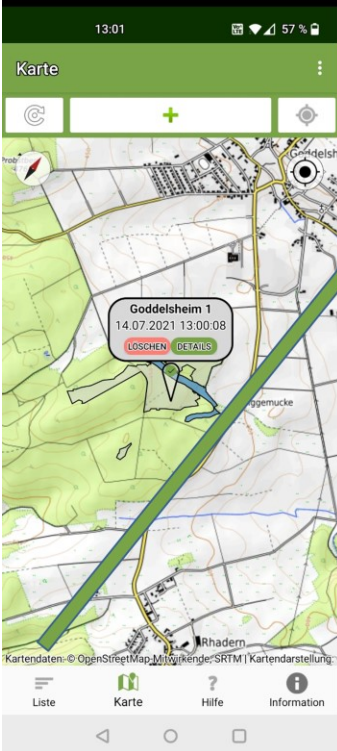 13:01
57 %
Karte
Goddelsh
Goddelsheim 1
14.07.2021 13:00:08
LÖSCHEN DETAILS
ggemucke
Rhadern
Kartendaten: © OpenStreetMap-Mitwirkende, SRTM | Kartendarstellung:
Liste
Karte
Hilfe
Information